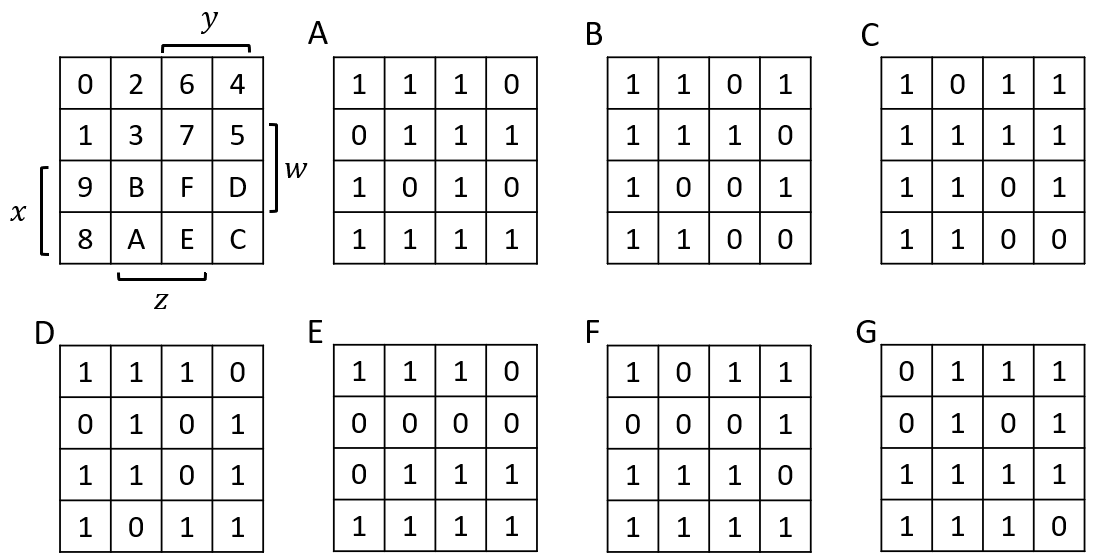 y
A B C
0 2 6 4 1 1 1 0 1 1 0 1 1 0 1 1
1 3 7 5 0 1 1 1 1 1 1 0 1 1 1 1
w
x
9 B F D 1 0 1 0 1 0 0 1 1 1 0 1
8 A E C 1 1 1 1 1 1 0 0 1 1 0 0
z
D E F G
1 1 1 0 1 1 1 0 1 0 1 1 0 1 1 1
0 1 0 1 0 0 0 0 0 0 0 1 0 1 0 1
1 1 0 1 0 1 1 1 1 1 1 0 1 1 1 1
1 0 1 1 1 1 1 1 1 1 1 1 1 1 1 0